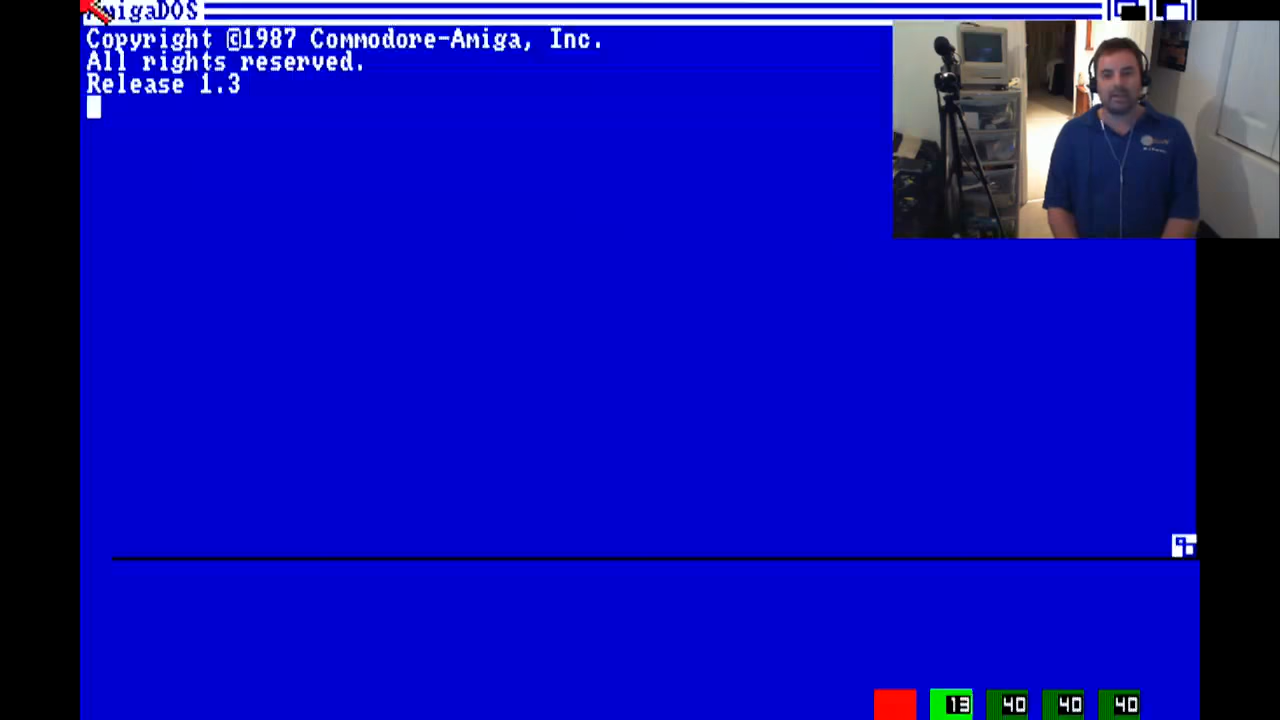 AmigaDOS
Copyright ©1987 Commodore-Amiga, Inc.
All rights reserved.
Release 1.3
13 40 40 40